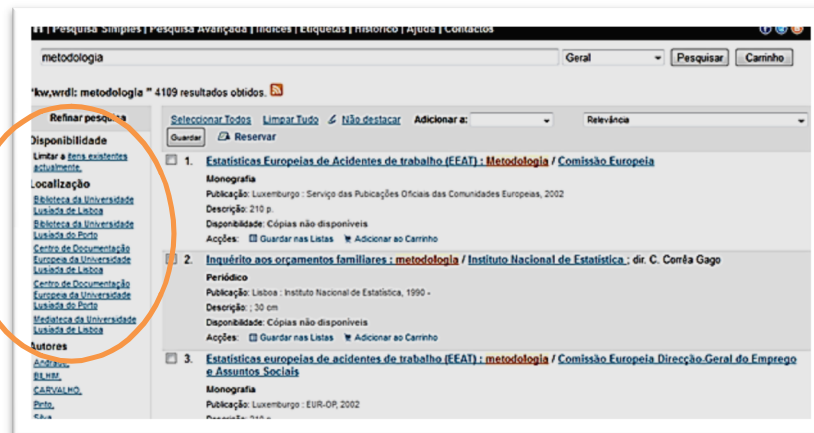 | Pesquisa Simples | Pesquisa Avançada | Índices | Etiquetas | Histórico | Ajuda | Contactos
metodologia Geral Pesquisar Carrinho
"kw,wrdl: metodologia " 4109 resultados obtidos.
Refinar pesquisa
Disponibilidade
Limitar a itens existentes
actualmente.
Localização
Biblioteca da Universidade
Lusíada de Lisboa
Biblioteca da Universidade
Lusíada do Porto
Centro de Documentação
Europeia da Universidade
Lusíada de Lisboa
Centro de Documentação
Europeia da Universidade
Lusíada do Porto
Mediateca da Universidade
Lusíada de Lisboa
Autores
CARVALHO,
Pinto,
Silva
Seleccionar Todos Limpar Tudo Não destacar Adicionar a: Relevância
Guardar Reservar
1. Estatísticas Europeias de Acidentes de trabalho (EEAT) : Metodologia / Comissão Europeia
Monografia
Publicação: Luxemburgo : Serviço das Pubicações Oficiais das Comunidades Europeias, 2002
Descrição: 210 p.
Disponibilidade: Cópias não disponíveis
Acções: Guardar nas Listas Adicionar ao Carrinho
2. Inquérito aos orçamentos familiares : metodologia / Instituto Nacional de Estatística ; dir. C. Corrêa Gago
Periódico
Publicação: Lisboa : Instituto Nacional de Estatística, 1990 -
Descrição: ; 30 cm
Disponibilidade: Cópias não disponíveis
Acções: Guardar nas Listas Adicionar ao Carrinho
3. Estatísticas europeias de acidentes de trabalho (EEAT) : metodologia / Comissão Europeia Direcção-Geral do Emprego
e Assuntos Sociais
Monografia
Publicação: Luxemburgo : EUR-OP, 2002
Descrição: 210 p.